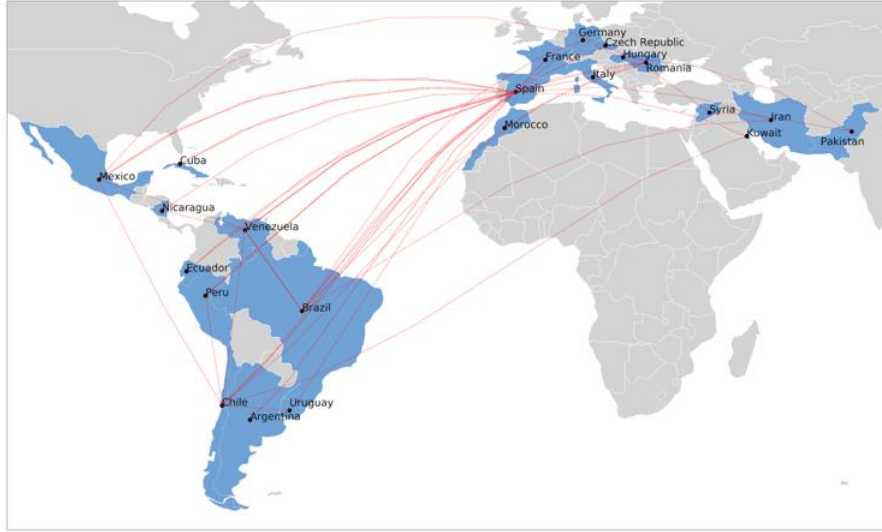 Germany
Czech Republic
Hungary
France
Romania
Italy
Spain
Syria
Iran
Morocco
Kuwait
Pakistan
Cuba
Mexico
Nicaragua
Venezuela
Ecuador
Peru
Brazil
Chile
Uruguay
Argentina